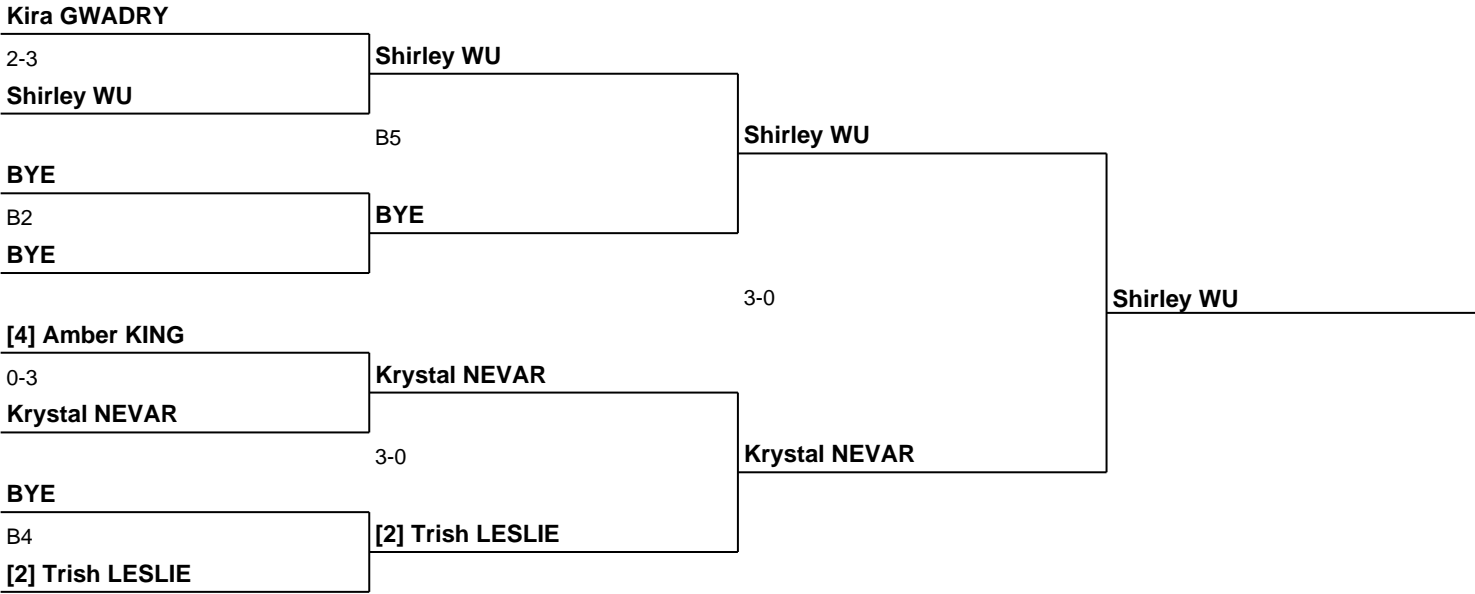 Kira GWADRY
2-3
Shirley WU
Shirley WU
B5
Shirley WU
BYE
B2
BYE
BYE
3-0
Shirley WU
[4] Amber KING
0-3
Krystal NEVAR
Krystal NEVAR
3-0
Krystal NEVAR
BYE
B4
[2] Trish LESLIE
[2] Trish LESLIE